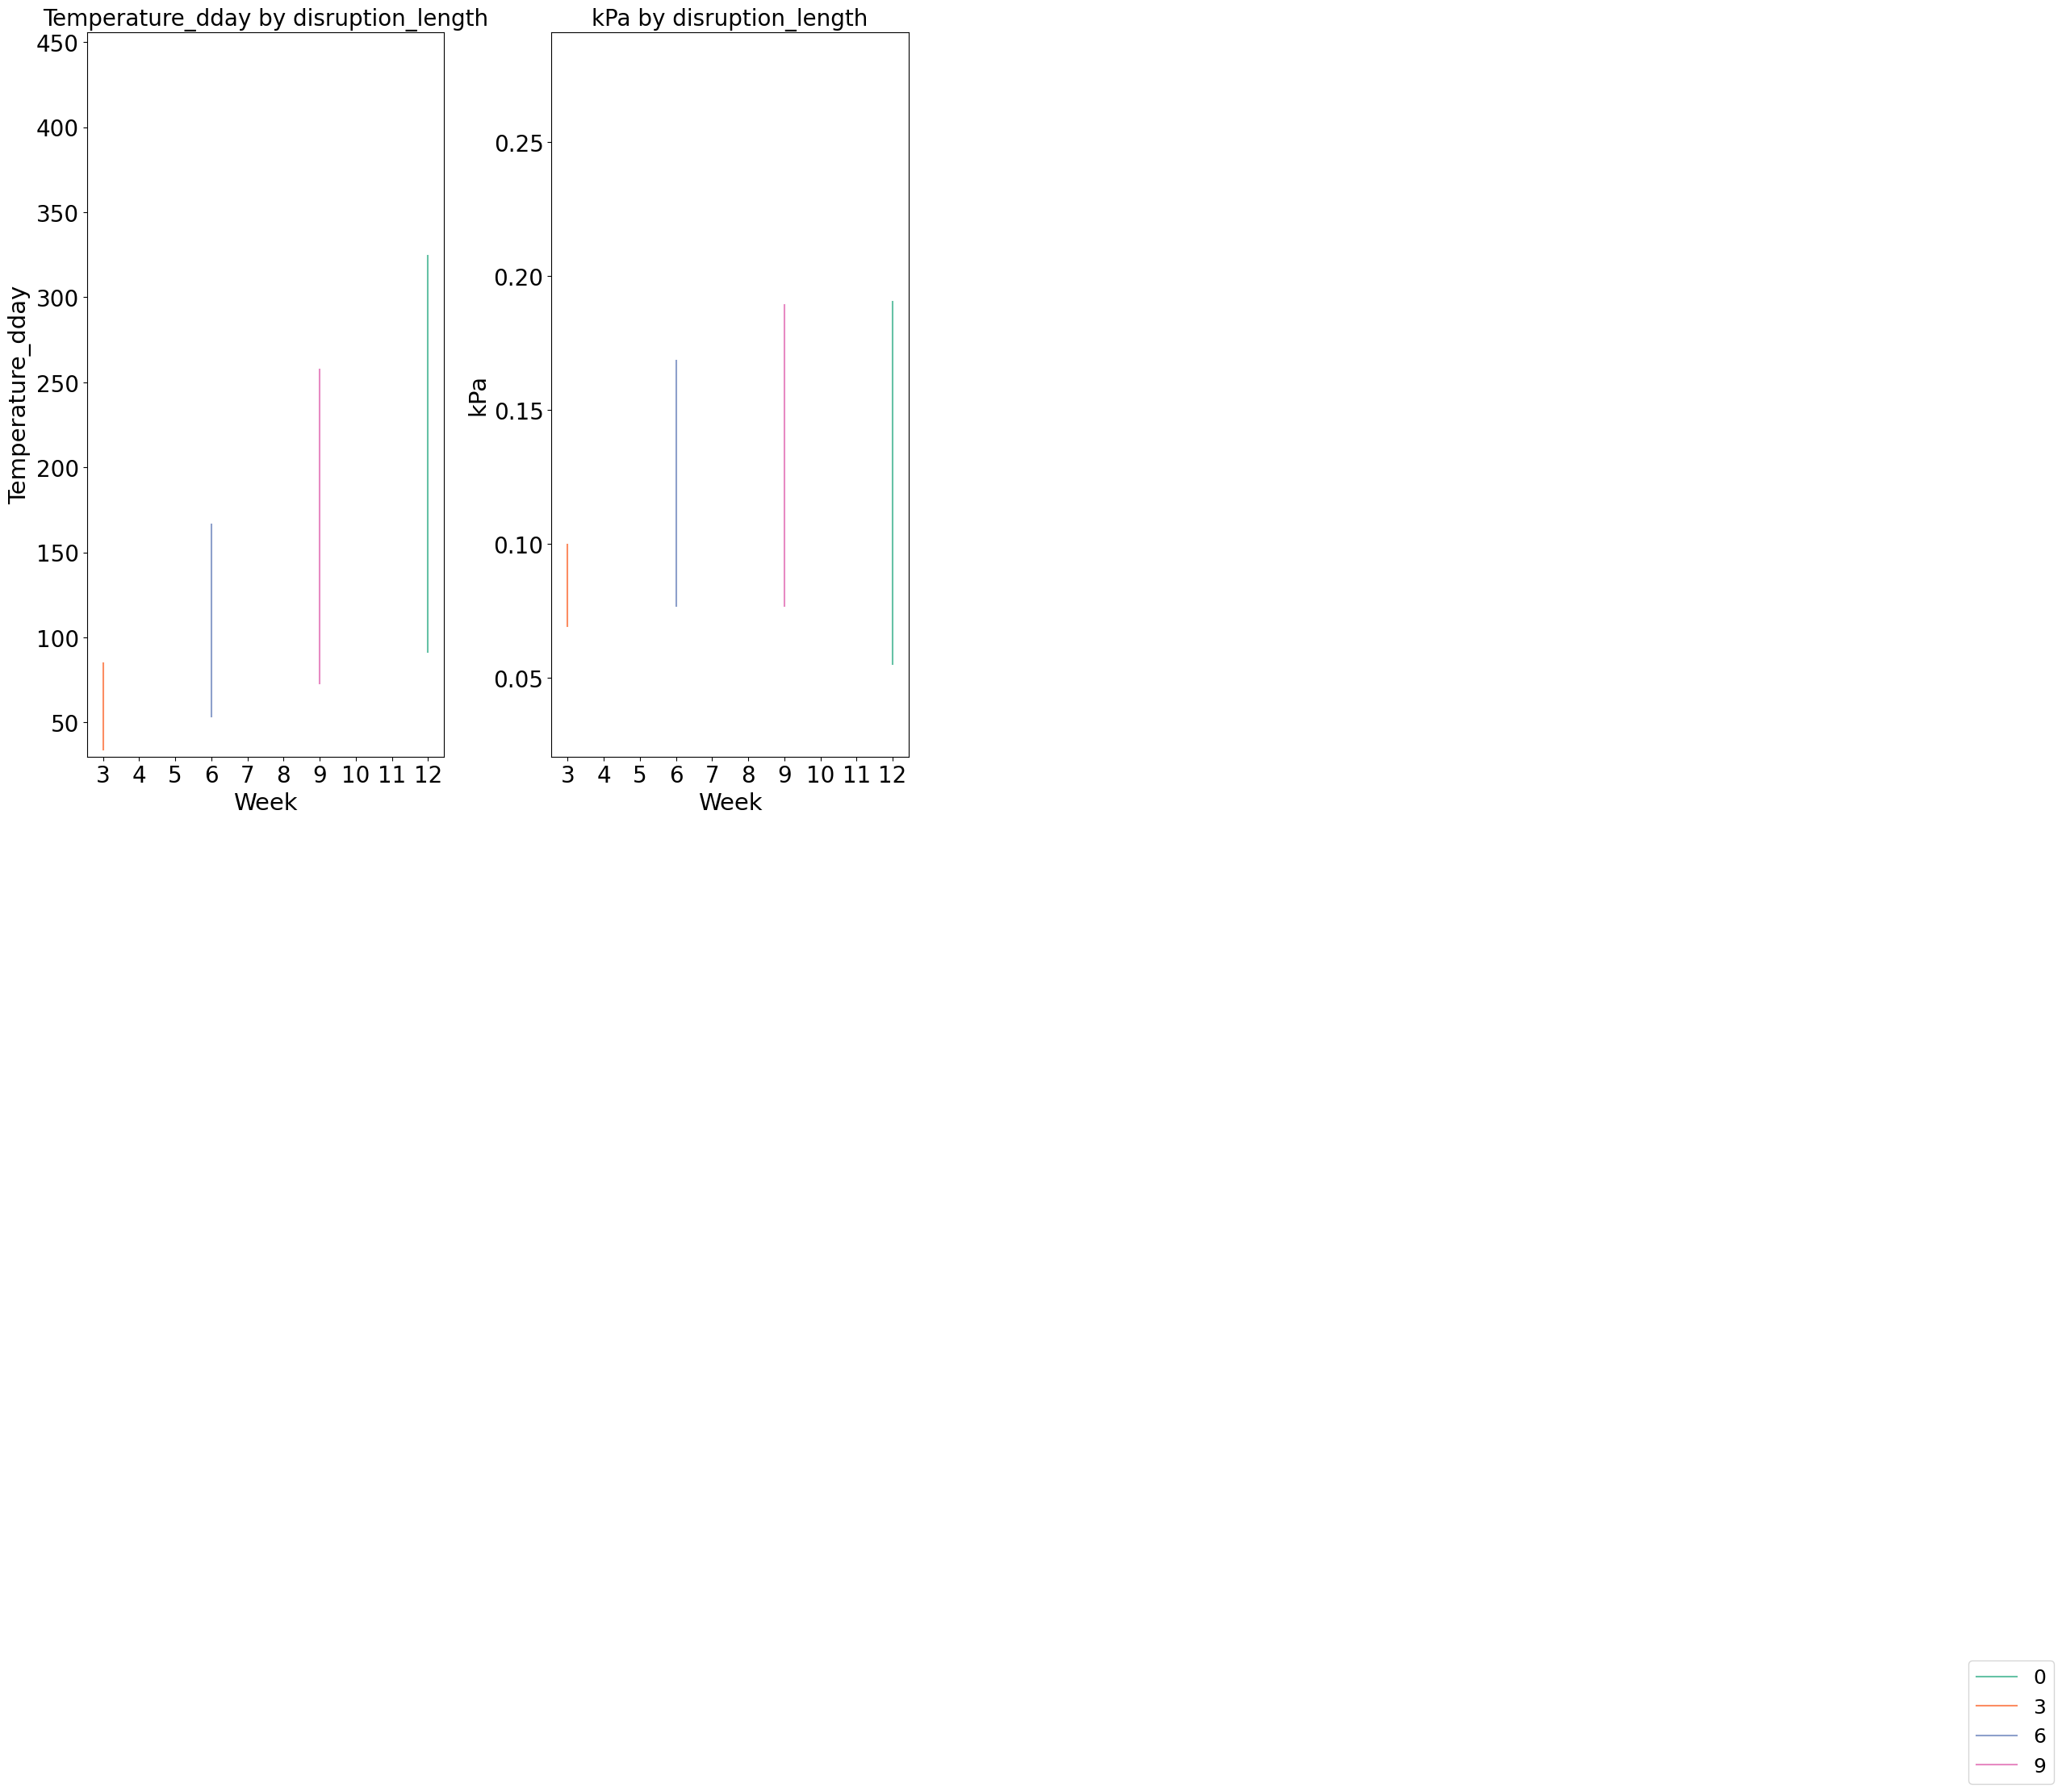 Temperature_dday by disruption_length
kPa by disruption_length
450
400
350
300
250
200
150
100
50
Temperature_dday
3 4 5 6 7 8 9 10 11 12
Week
0.25
0.20
0.15
0.10
0.05
kPa
3 4 5 6 7 8 9 10 11 12
Week
0
3
6
9